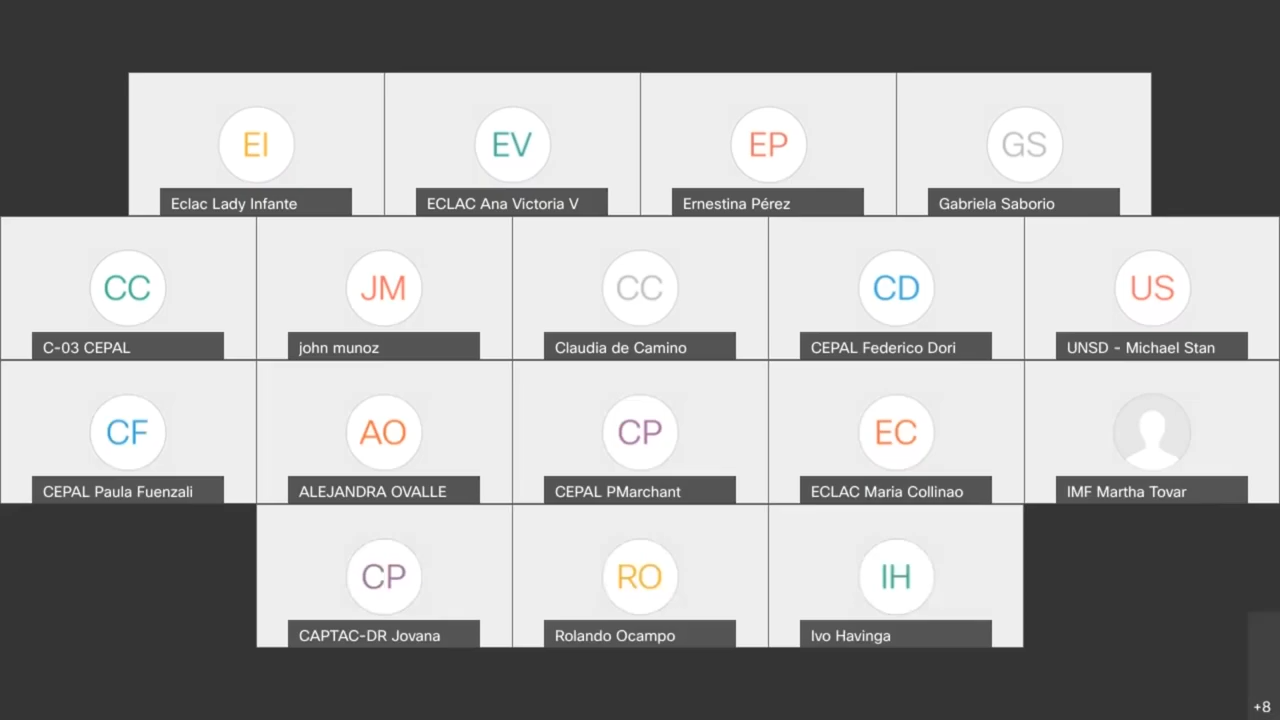 EI
EV
EP
GS
Eclac Lady Infante
ECLAC Ana Victoria V
Ernestina Pérez
Gabriela Saborio
CC
JM
CC
CD
US
C-03 CEPAL
john munoz
Claudia de Camino
CEPAL Federico Dori
UNSD - Michael Stan
CF
AO
CP
EC
CEPAL Paula Fuenzali
ALEJANDRA OVALLE
CEPAL PMarchant
ECLAC Maria Collinao
IMF Martha Tovar
CP
RO
IH
CAPTAC-DR Jovana
Rolando Ocampo
Ivo Havinga
+8